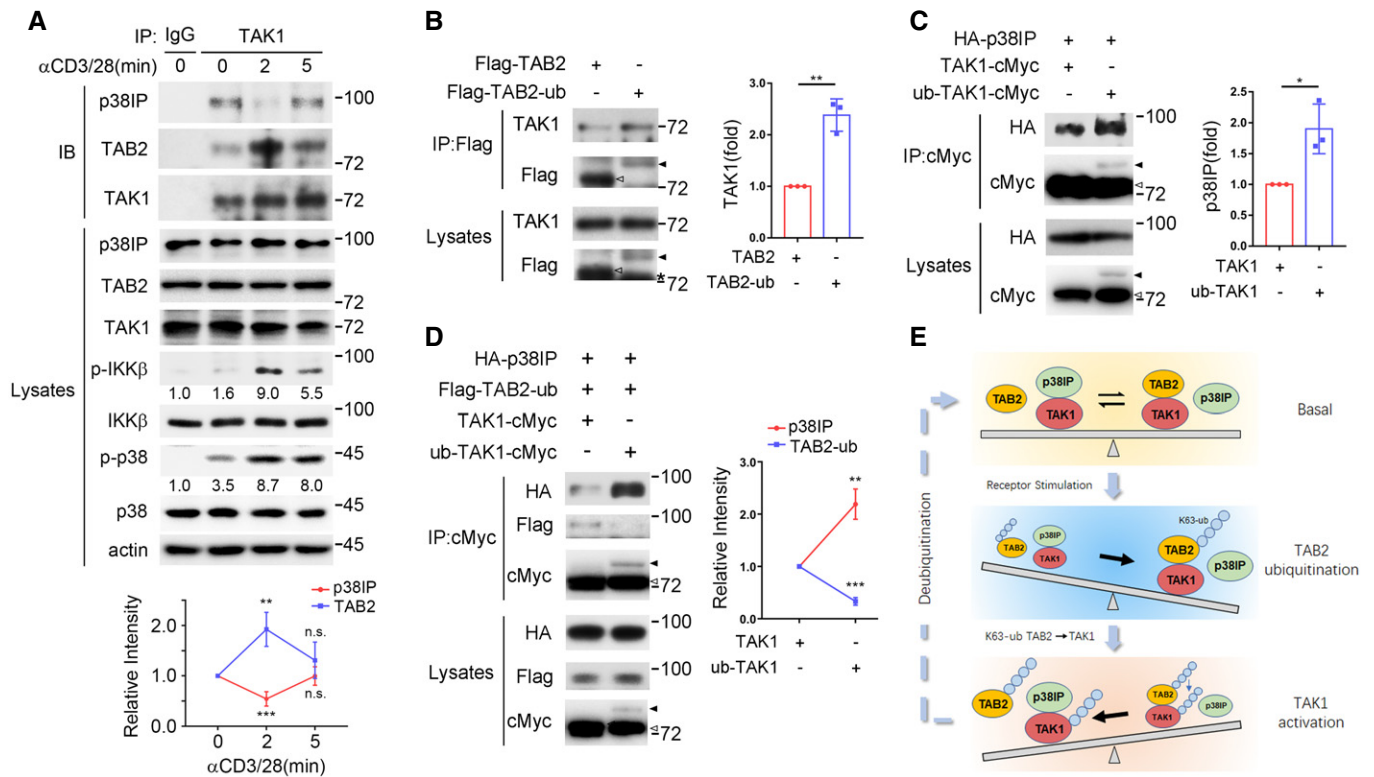 A
IP: IgG TAK1
αCD3/28(min) 0 0 2 5
IB
p38IP -100
TAB2 -72
TAK1 -72
Lysates
p38IP -100
TAB2 -72
TAK1 -72
p-IKKβ -100
1.0 1.6 9.0 5.5
IKKβ -100
p-p38 -45
1.0 3.5 8.7 8.0
p38 -45
actin -45
p38IP
TAB2
Relative Intensity
2.0
1.0
0.0
**
***
n.s.
n.s.
0 2 5
αCD3/28(min)
B
Flag-TAB2 + -
Flag-TAB2-ub - +
IP:Flag
TAK1 -72
Flag -72
Lysates
TAK1 -72
Flag * -72
TAK1(fold)
3.0
2.0
1.0
0.0
**
TAB2 + -
TAB2-ub - +
C
HA-p38IP + +
TAK1-cMyc + -
ub-TAK1-cMyc - +
IP:cMyc
HA -100
cMyc -72
Lysates
HA -100
cMyc -72
p38IP(fold)
2.5
2.0
1.5
1.0
0.5
0.0
*
TAK1 + -
ub-TAK1 - +
D
HA-p38IP + +
Flag-TAB2-ub + +
TAK1-cMyc + -
ub-TAK1-cMyc - +
IP:cMyc
HA -100
Flag -100
cMyc -72
Lysates
HA -100
Flag -100
cMyc -72
p38IP
TAB2-ub
Relative Intensity
3.0
2.0
1.0
0.0
**
***
TAK1 + -
ub-TAK1 - +
E
TAB2 p38IP TAK1 TAB2 TAK1 p38IP
Basal
Receptor Stimulation
TAB2 p38IP TAK1 K63-ub TAB2 TAK1 p38IP
TAB2
ubiquitination
K63-ub TAB2 → TAK1
TAB2 p38IP TAK1 TAB2 TAK1 p38IP
TAK1
activation
Deubiquitination